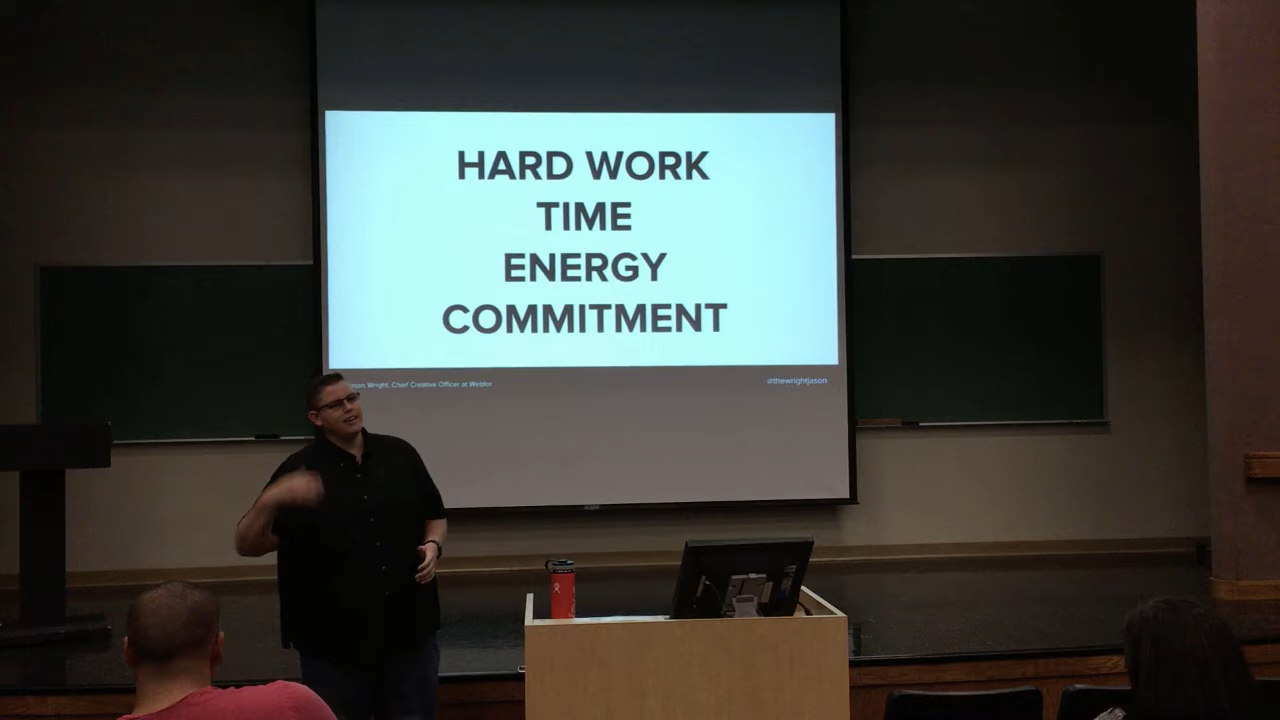 HARD WORK
TIME
ENERGY
COMMITMENT
Wright, Chief Creative Officer at Webfor
@thewrightjason